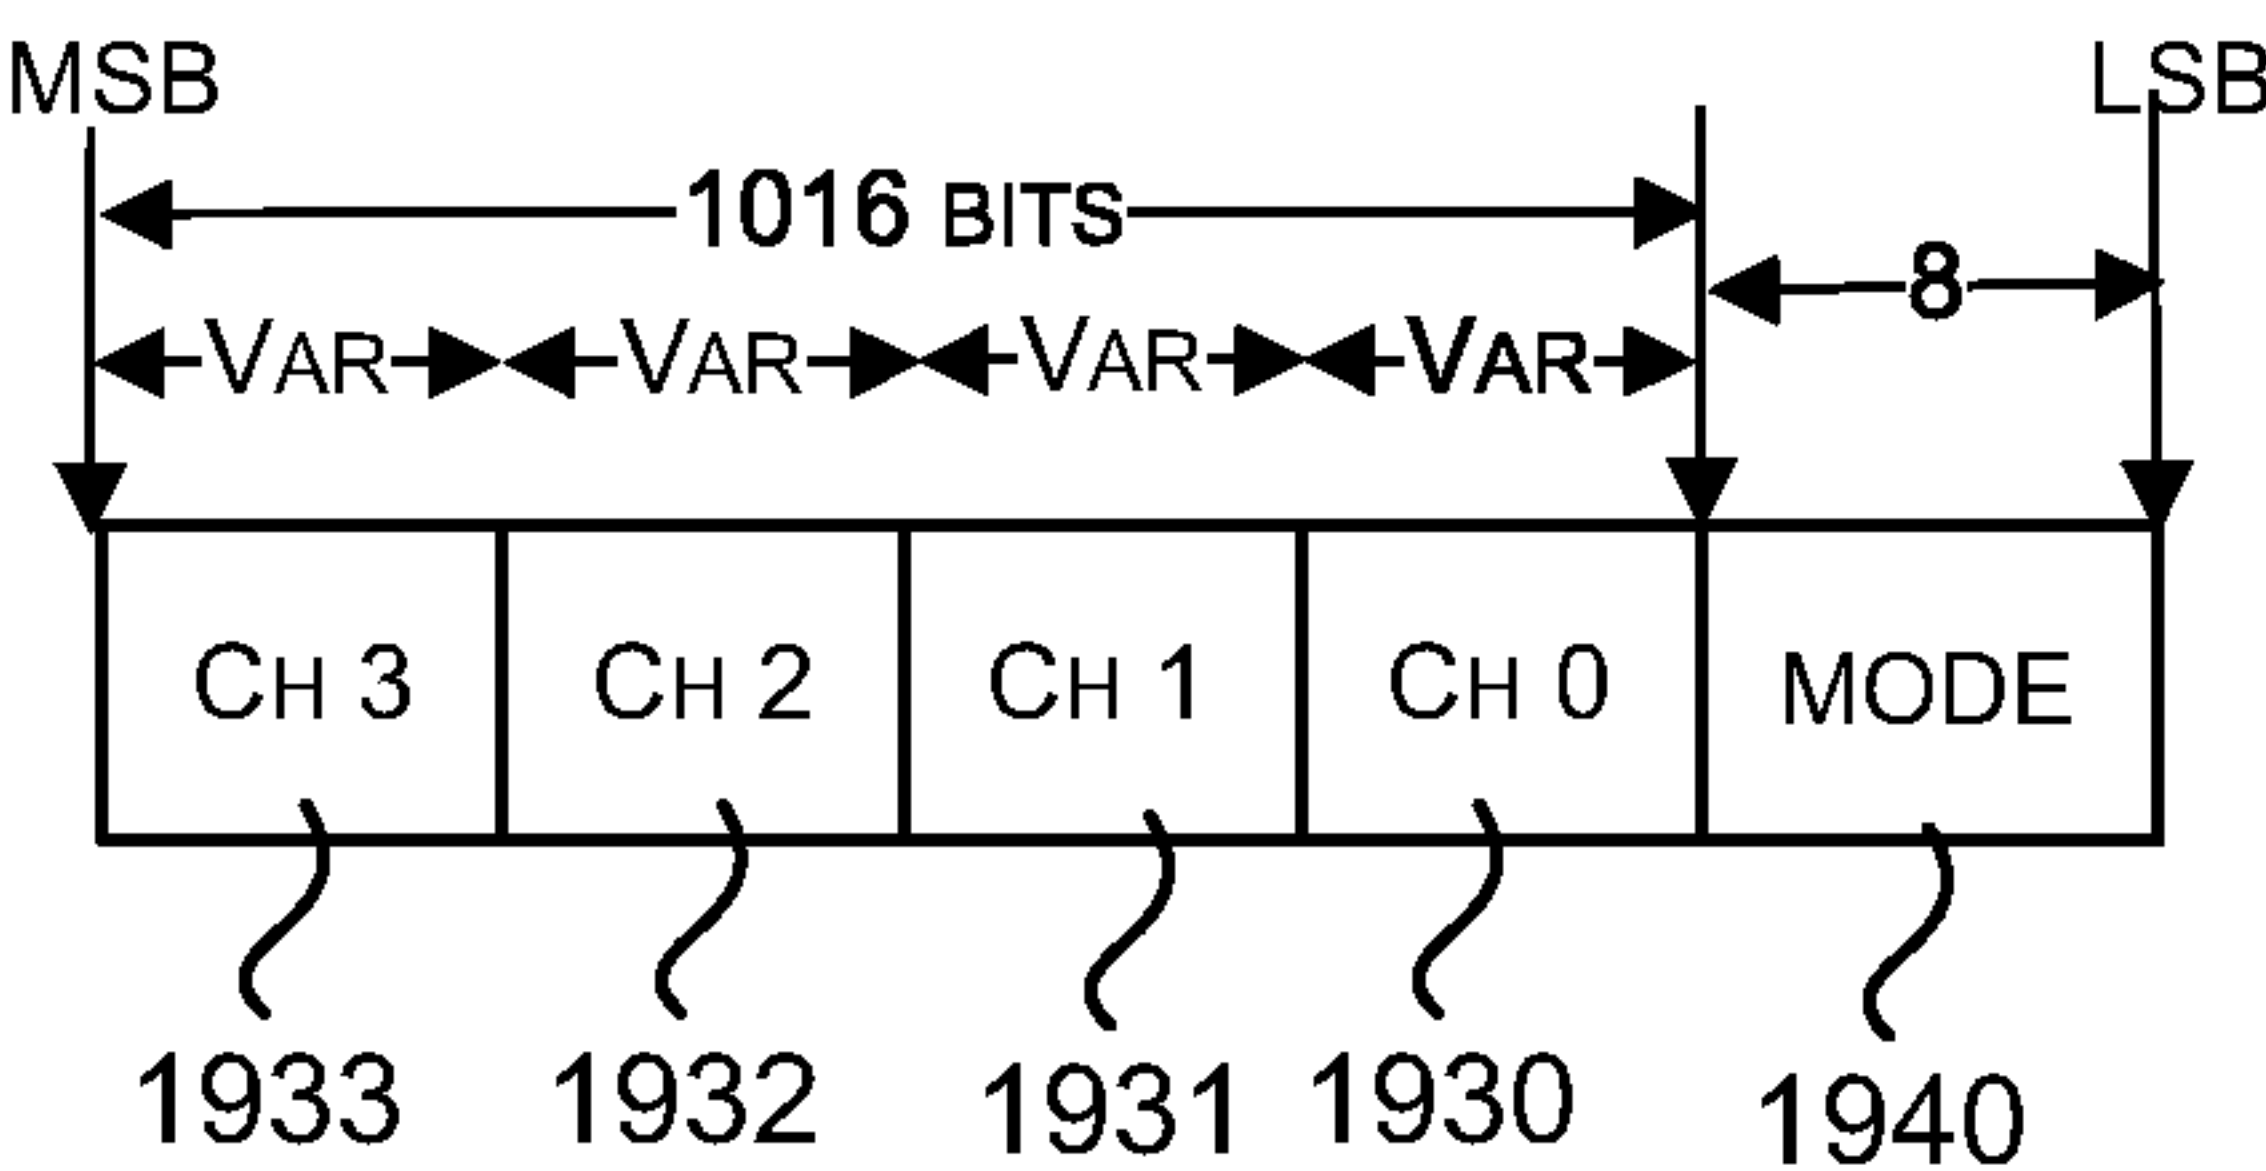 MSB LSB
1016 BITS
8
VAR VAR VAR VAR
CH 3 CH 2 CH 1 CH 0 MODE
1933 1932 1931 1930 1940